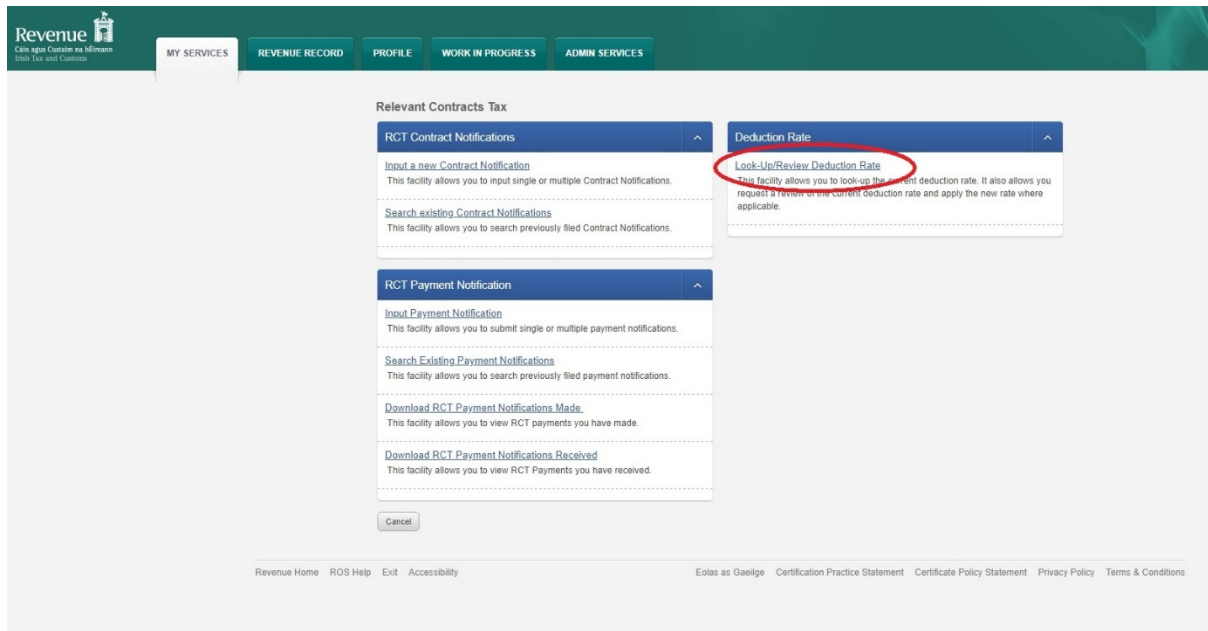 Revenue
Cáin agus Custaim na hÉireann
Irish Tax and Customs
MY SERVICES
REVENUE RECORD
PROFILE
WORK IN PROGRESS
ADMIN SERVICES
Relevant Contracts Tax
RCT Contract Notifications
Input a new Contract Notification
This facility allows you to input single or multiple Contract Notifications.
Search existing Contract Notifications
This facility allows you to search previously filed Contract Notifications.
Deduction Rate
Look-Up/Review Deduction Rate
This facility allows you to look-up the current deduction rate. It also allows you
request a review of the current deduction rate and apply the new rate where
applicable.
RCT Payment Notification
Input Payment Notification
This facility allows you to submit single or multiple payment notifications.
Search Existing Payment Notifications
This facility allows you to search previously filed payment notifications.
Download RCT Payment Notifications Made
This facility allows you to view RCT payments you have made.
Download RCT Payment Notifications Received
This facility allows you to view RCT Payments you have received.
Cancel
Revenue Home ROS Help Exit Accessibility
Eolas as Gaeilge Certification Practice Statement Certificate Policy Statement Privacy Policy Terms & Conditions